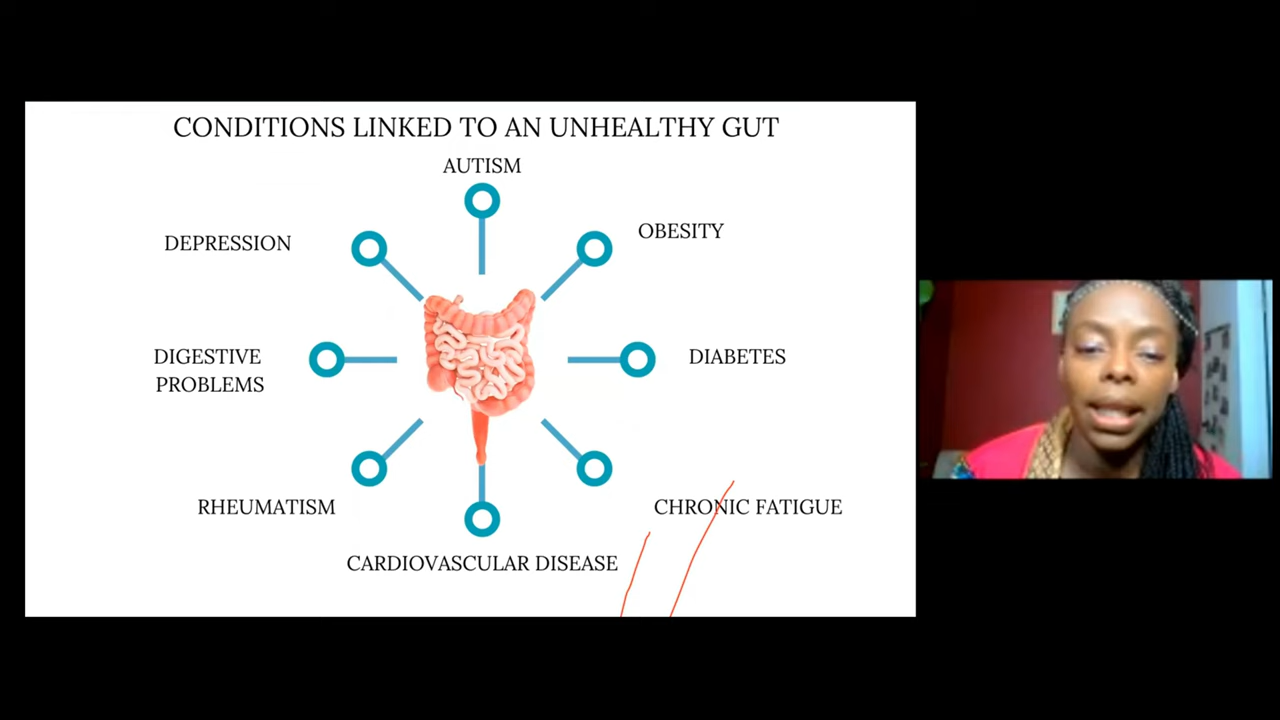 CONDITIONS LINKED TO AN UNHEALTHY GUT
AUTISM
DEPRESSION
OBESITY
DIGESTIVE
PROBLEMS
DIABETES
RHEUMATISM
CHRONIC FATIGUE
CARDIOVASCULAR DISEASE